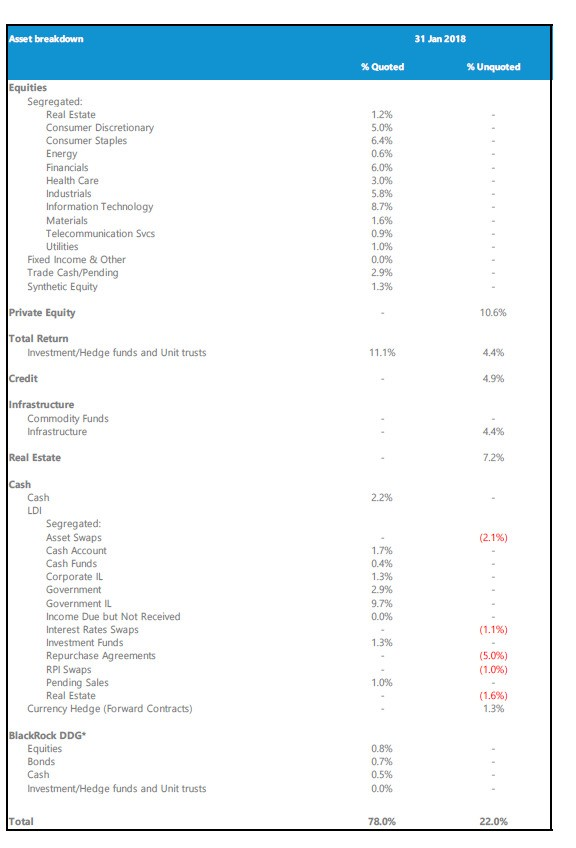 Asset breakdown 31 Jan 2018
% Quoted % Unquoted
Equities
Segregated:
Real Estate 1.2% -
Consumer Discretionary 5.0% -
Consumer Staples 6.4% -
Energy 0.6% -
Financials 6.0% -
Health Care 3.0% -
Industrials 5.8% -
Information Technology 8.7% -
Materials 1.6% -
Telecommunication Svcs 0.9% -
Utilities 1.0% -
Fixed Income & Other 0.0% -
Trade Cash/Pending 2.9% -
Synthetic Equity 1.3% -
Private Equity - 10.6%
Total Return
Investment/Hedge funds and Unit trusts 11.1% 4.4%
Credit - 4.9%
Infrastructure
Commodity Funds - -
Infrastructure - 4.4%
Real Estate - 7.2%
Cash
Cash 2.2% -
LDI
Segregated:
Asset Swaps - (2.1%)
Cash Account 1.7% -
Cash Funds 0.4% -
Corporate IL 1.3% -
Government 2.9% -
Government IL 9.7% -
Income Due but Not Received 0.0% -
Interest Rates Swaps - (1.1%)
Investment Funds 1.3% -
Repurchase Agreements - (5.0%)
RPI Swaps - (1.0%)
Pending Sales 1.0% -
Real Estate - (1.6%)
Currency Hedge (Forward Contracts) - 1.3%
BlackRock DDG*
Equities 0.8% -
Bonds 0.7% -
Cash 0.5% -
Investment/Hedge funds and Unit trusts 0.0% -
Total 78.0% 22.0%